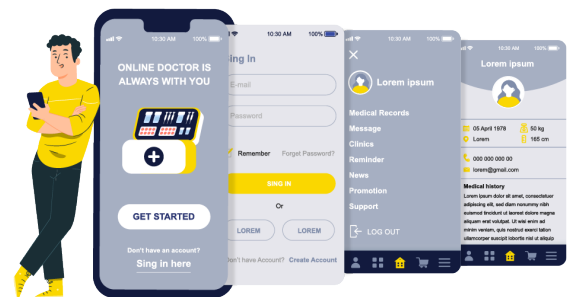 10:30 AM 100%
ONLINE DOCTOR IS
ALWAYS WITH YOU
GET STARTED
Don't have an account?
Sing in here
10:30 AM 100%
Sing In
E-mail
Password
Remember Forget Password?
SING IN
Or
LOREM LOREM
Don't have Account? Create Account
10:30 AM 100%
Lorem ipsum
Medical Records
Message
Clinics
Reminder
News
Promotion
Support
LOG OUT
10:30 AM 100%
Lorem ipsum
05 April 1978 50 kg
Lorem 165 cm
000 000 000 00
lorem@gmail.com
Medical history
Lorem ipsum dolor sit amet, consectetuer
adipiscing elit, sed diam nonummy nibh
euismod tincidunt ut laoreet dolore magna
aliquam erat volutpat. Ut wisi enim ad
minim veniam, quis nostrud exerci tation
ullamcorper suscipit lobortis nisl ut aliquip